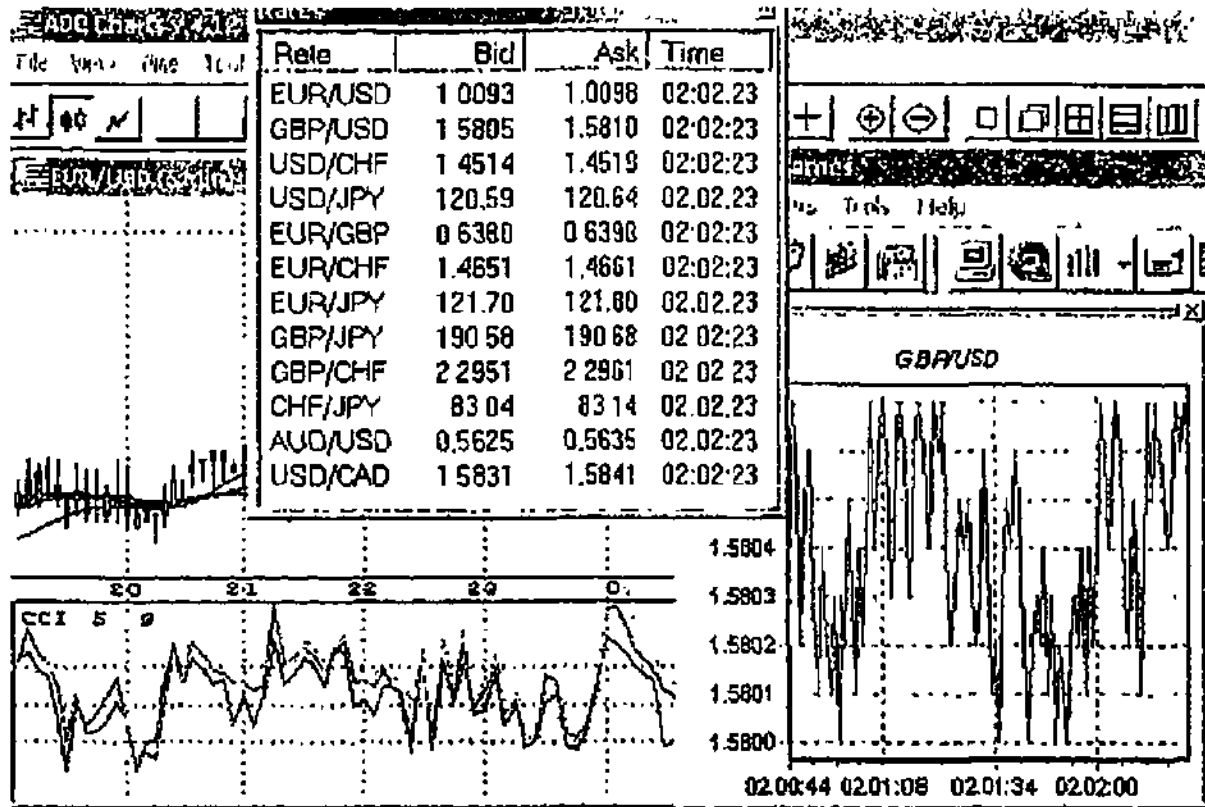 Rate Bid Ask Time
EUR/USD 1 0093 1.0098 02:02.23
GBP/USD 1 5805 1.5810 02:02:23
USD/CHF 1 4514 1.4519 02:02:23
USD/JPY 120.59 120.64 02.02.23
EUR/GBP 0 6380 0 6390 02:02:23
EUR/CHF 1.4651 1.4661 02:02:23
EUR/JPY 121.70 121.80 02.02.23
GBP/JPY 190 58 190 68 02 02:23
GBP/CHF 2 2951 2 2961 02 02 23
CHF/JPY 83 04 83 14 02.02.23
AUD/USD 0.5625 0.5635 02.02:23
USD/CAD 1 5831 1.5841 02:02:23
File
Tools Help
GBP/USD
1.5804
1.5803
1.5802
1.5801
1.5800
02.00:44 02.01:08 02.01:34 02.02:00
20 21 22 29 0
CCI 5 9